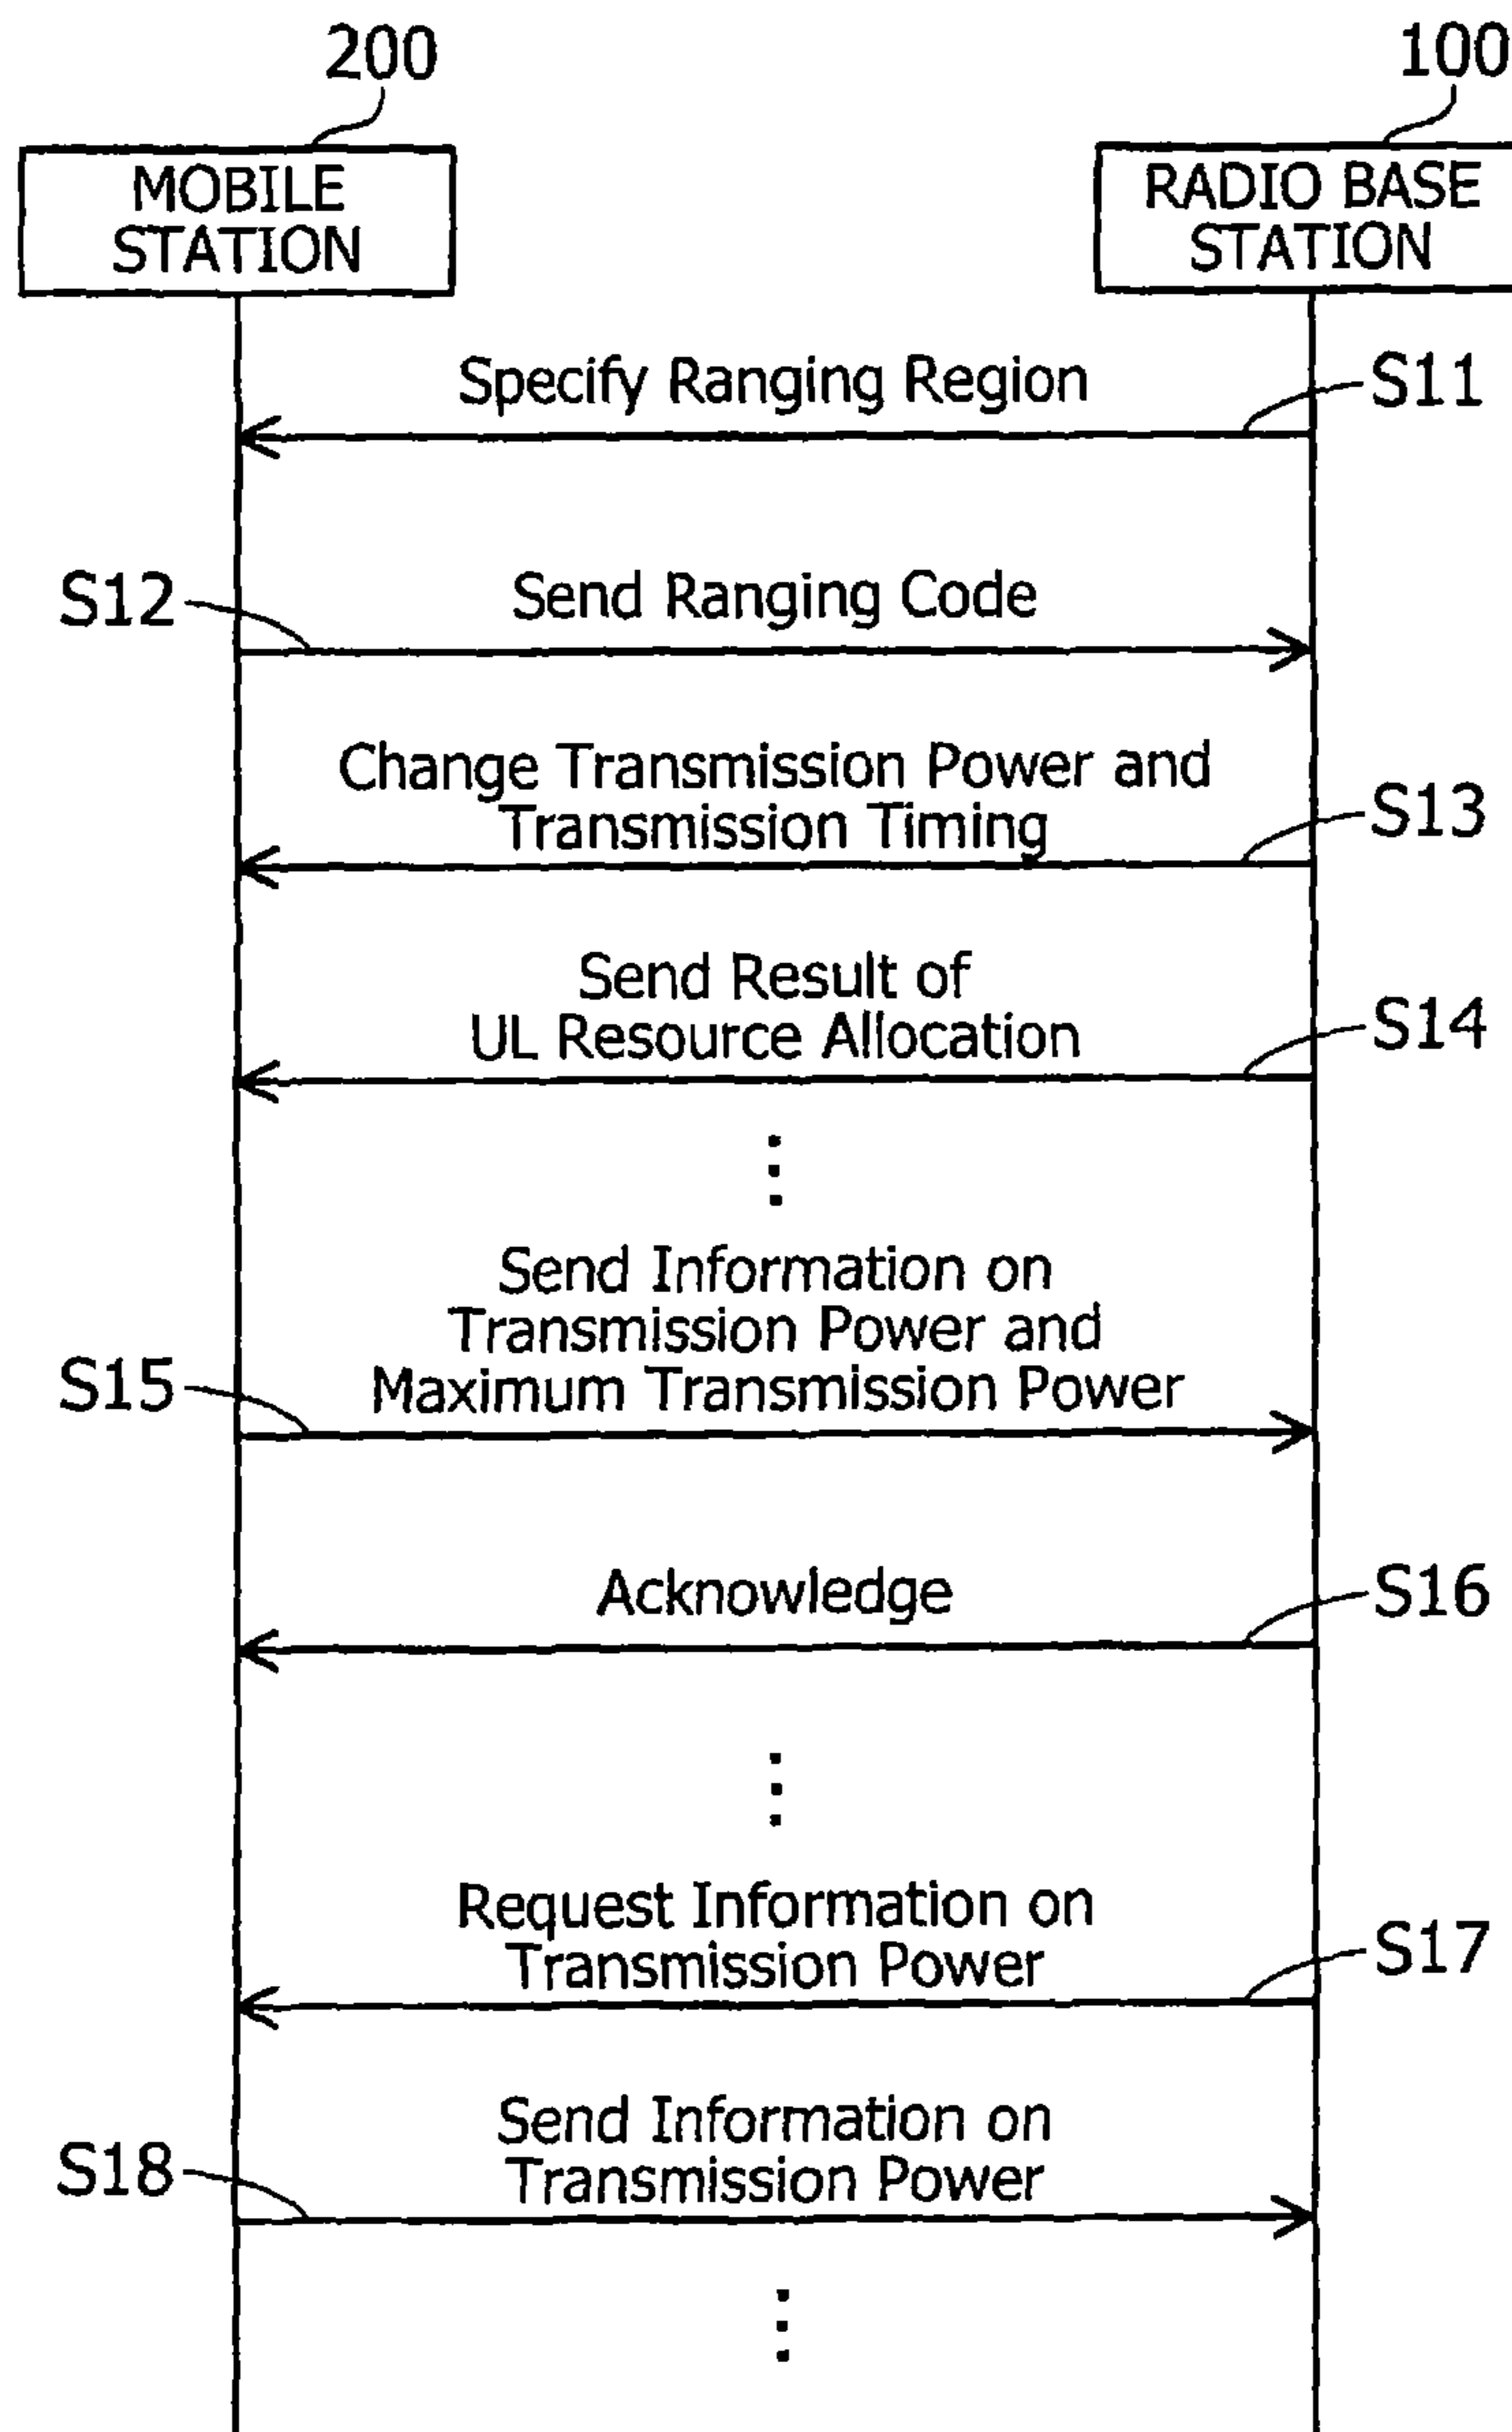 200
100
MOBILE
STATION
RADIO BASE
STATION
Specify Ranging Region
S11
S12
Send Ranging Code
Change Transmission Power and
Transmission Timing
S13
Send Result of
UL Resource Allocation
S14
Send Information on
Transmission Power and
Maximum Transmission Power
S15
Acknowledge
S16
Request Information on
Transmission Power
S17
Send Information on
Transmission Power
S18